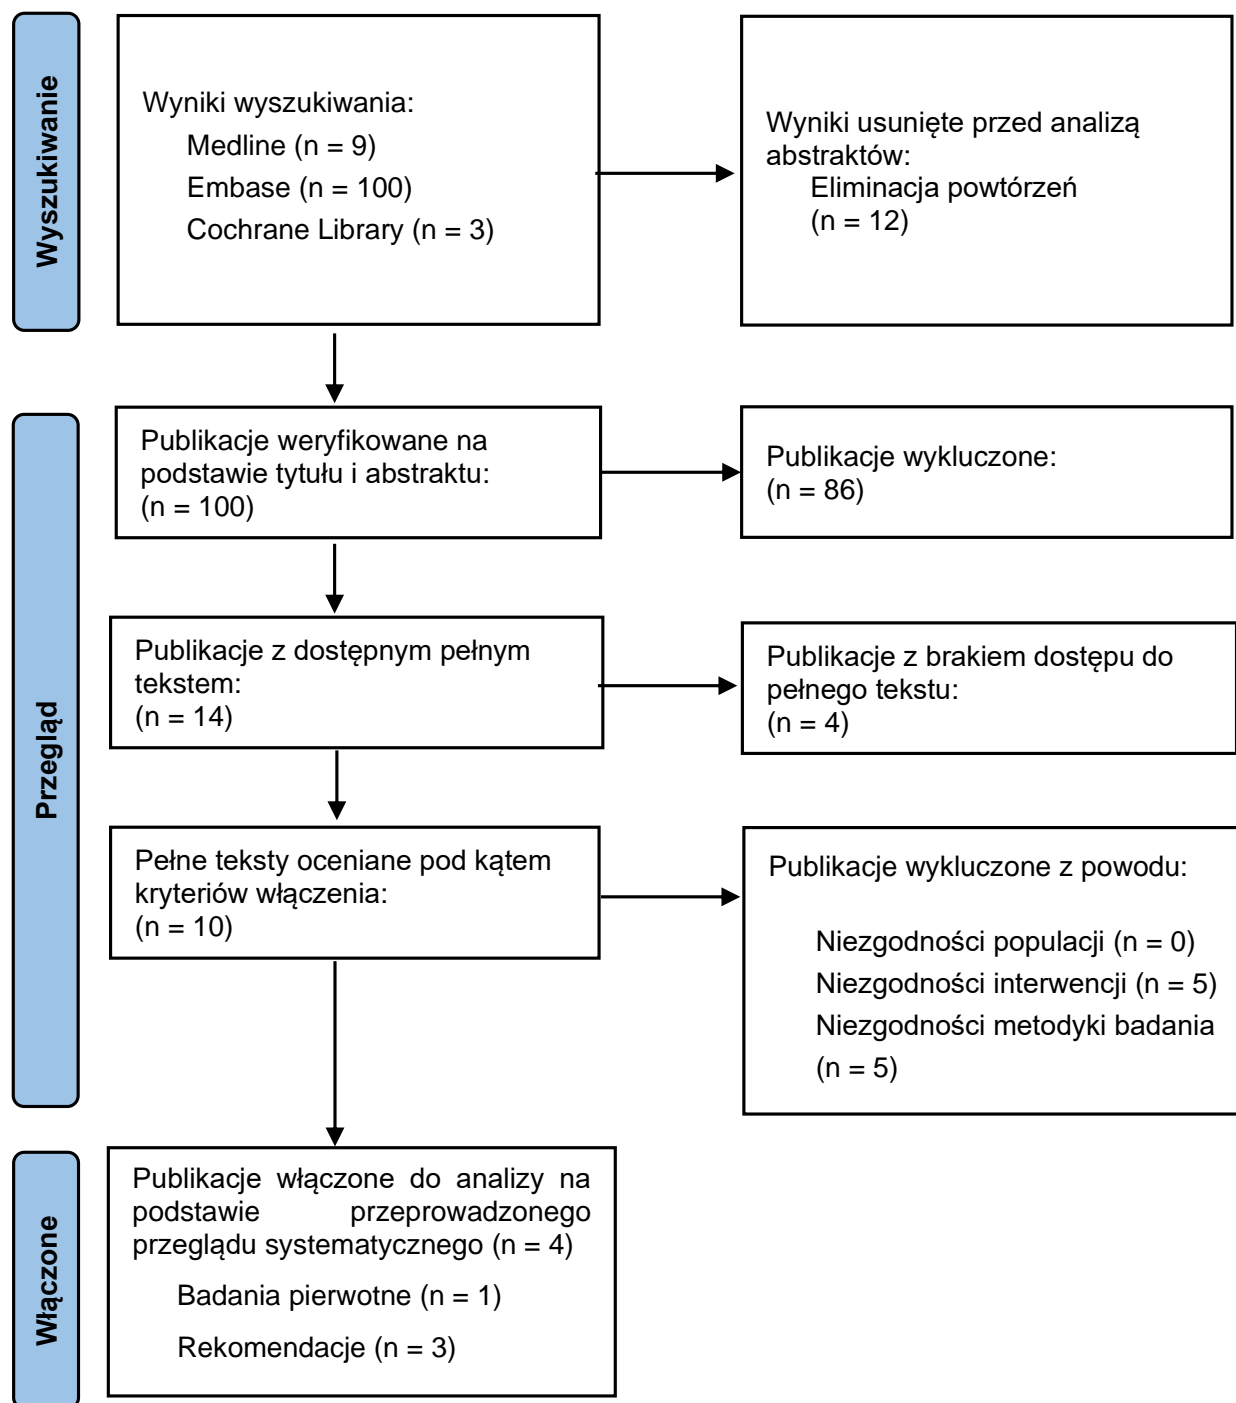 Wyszukiwanie
Wyniki wyszukiwania:
Medline (n = 9)
Embase (n = 100)
Cochrane Library (n = 3)
Wyniki usunięte przed analizą
abstraktów:
Eliminacja powtórzeń
(n = 12)
Przegląd
Publikacje weryfikowane na
podstawie tytułu i abstraktu:
(n = 100)
Publikacje wykluczone:
(n = 86)
Publikacje z dostępnym pełnym
tekstem:
(n = 14)
Publikacje z brakiem dostępu do
pełnego tekstu:
(n = 4)
Pełne teksty oceniane pod kątem
kryteriów włączenia:
(n = 10)
Publikacje wykluczone z powodu:
Niezgodności populacji (n = 0)
Niezgodności interwencji (n = 5)
Niezgodności metodyki badania
(n = 5)
Włączone
Publikacje włączone do analizy na
podstawie przeprowadzonego
przeglądu systematycznego (n = 4)
Badania pierwotne (n = 1)
Rekomendacje (n = 3)